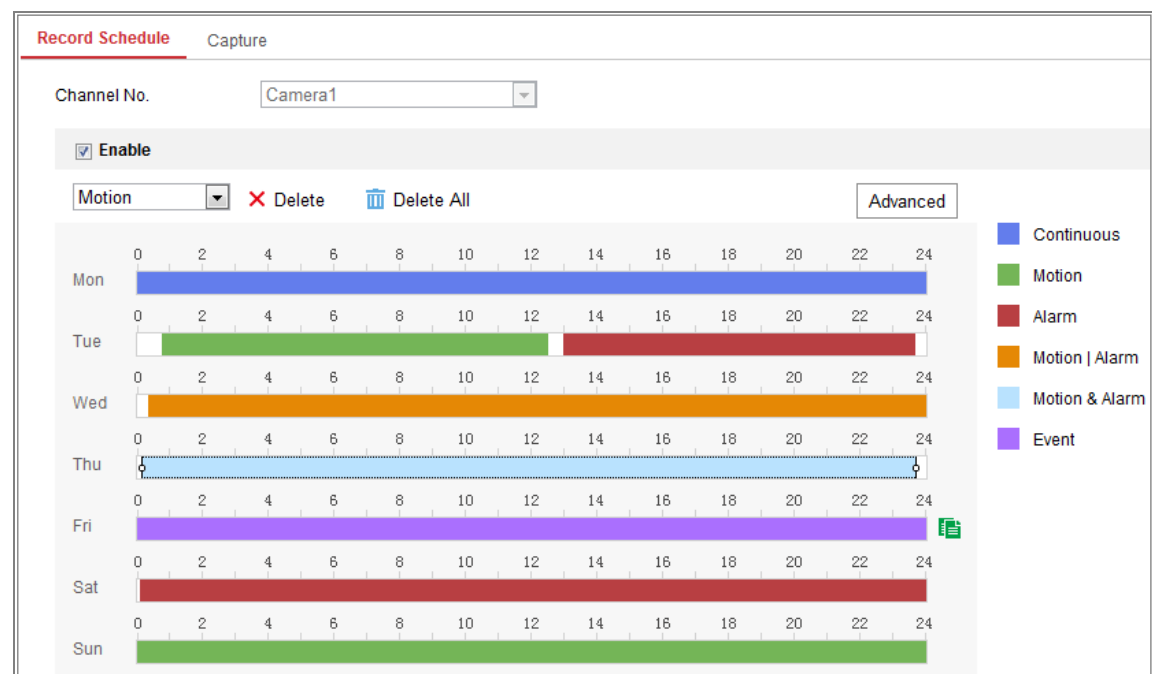 Record Schedule Capture
Channel No. Camera1
Enable
Motion Delete Delete All Advanced
0 2 4 6 8 10 12 14 16 18 20 22 24
Mon
0 2 4 6 8 10 12 14 16 18 20 22 24
Tue
0 2 4 6 8 10 12 14 16 18 20 22 24
Wed
0 2 4 6 8 10 12 14 16 18 20 22 24
Thu
0 2 4 6 8 10 12 14 16 18 20 22 24
Fri
0 2 4 6 8 10 12 14 16 18 20 22 24
Sat
0 2 4 6 8 10 12 14 16 18 20 22 24
Sun
Continuous
Motion
Alarm
Motion | Alarm
Motion & Alarm
Event